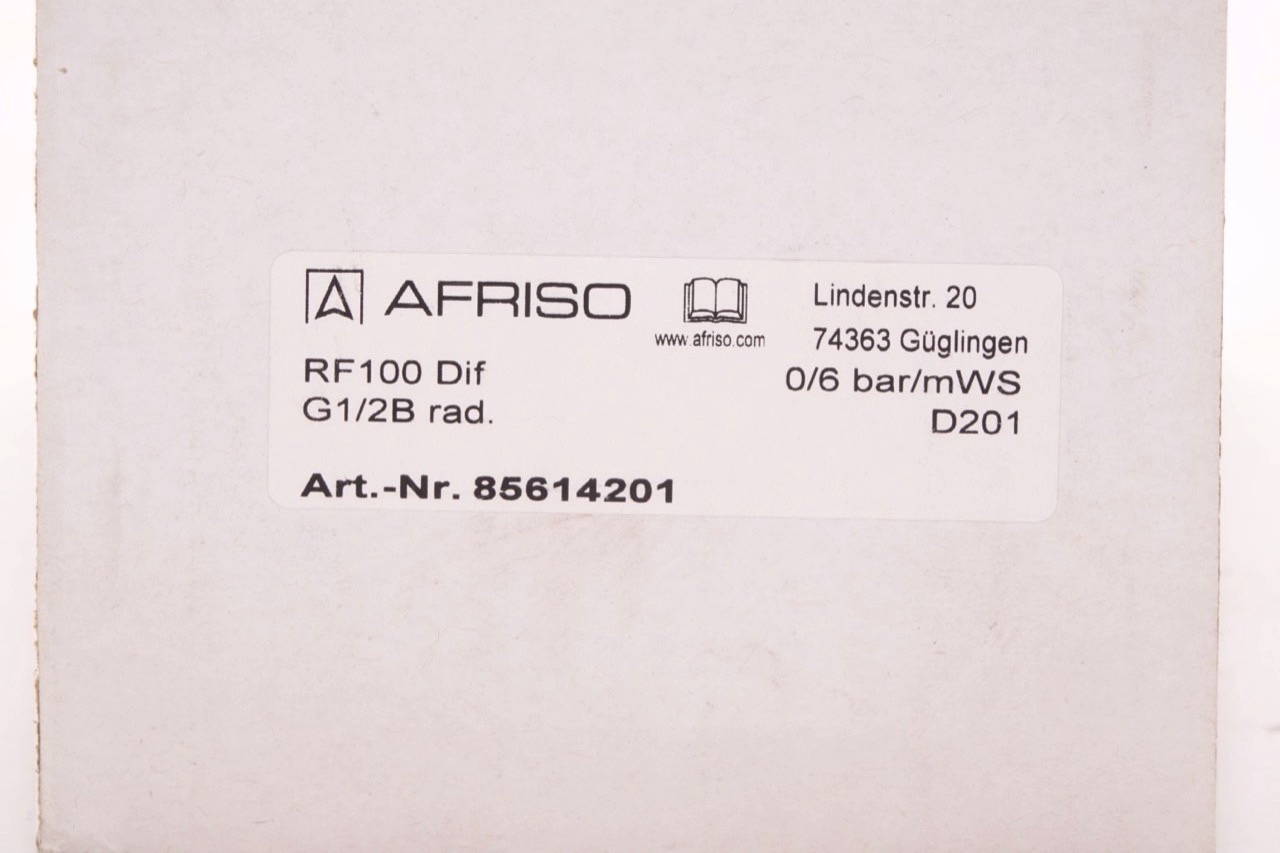 AFRISO
www.afriso.com
Lindenstr. 20
74363 Güglingen
RF100 Dif
0/6 bar/mWS
G1/2B rad.
D201
Art.-Nr. 85614201